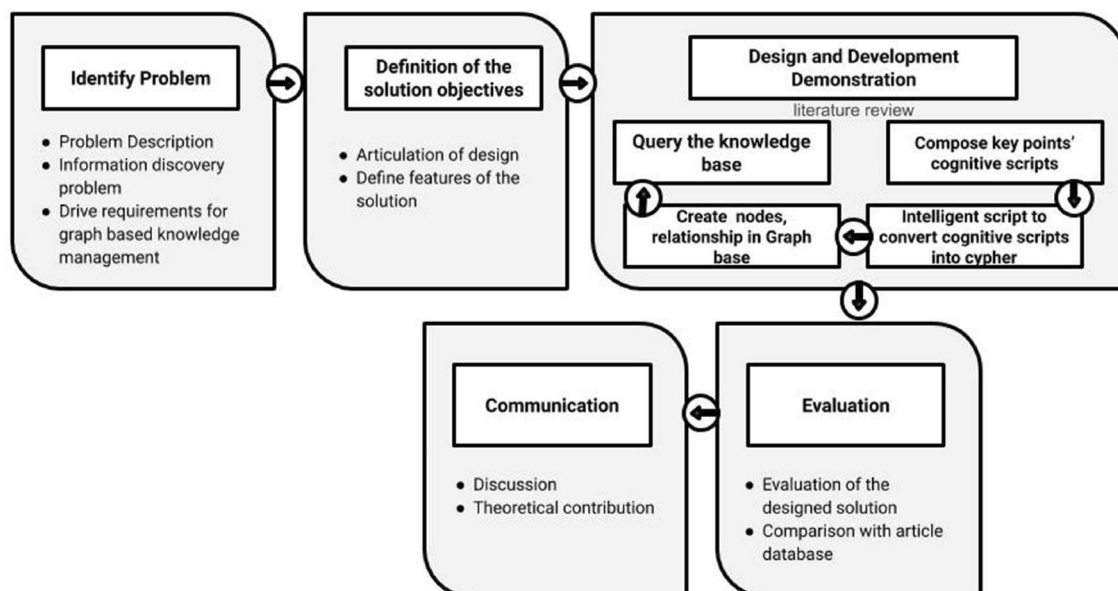 Identify Problem
● Problem Description
● Information discovery
problem
● Drive requirements for
graph based knowledge
management
Definition of the
solution objectives
● Articulation of design
● Define features of the
solution
Design and Development
Demonstration
literature review
Compose key points'
cognitive scripts
Intelligent script to
convert cognitive scripts
into cypher
Create nodes,
relationship in Graph
base
Query the knowledge
base
Evaluation
● Evaluation of the
designed solution
● Comparison with article
database
Communication
● Discussion
● Theoretical contribution